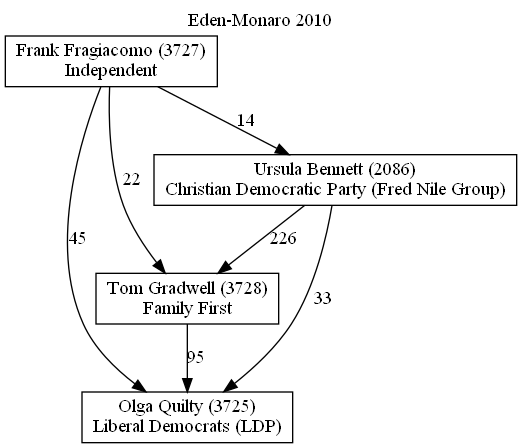 Eden-Monaro 2010
Frank Fragiacomo (3727)
Independent
14
Ursula Bennett (2086)
Christian Democratic Party (Fred Nile Group)
22
45
226
33
Tom Gradwell (3728)
Family First
95
Olga Quilty (3725)
Liberal Democrats (LDP)